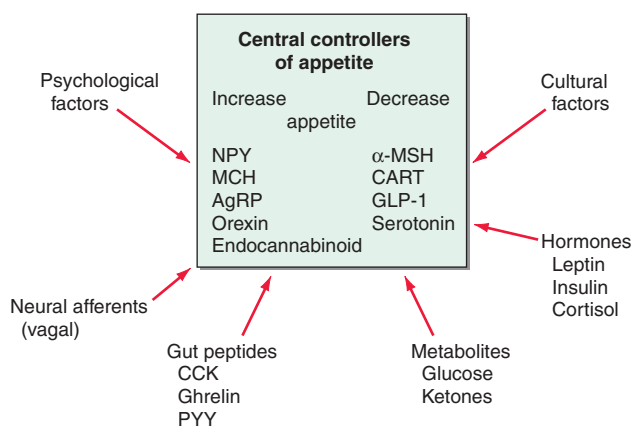 Central controllers
of appetite
Increase Decrease
appetite
NPY α-MSH
MCH CART
AgRP GLP-1
Orexin Serotonin
Endocannabinoid
Psychological
factors
Cultural
factors
Hormones
Leptin
Insulin
Cortisol
Neural afferents
(vagal)
Gut peptides
CCK
Ghrelin
PYY
Metabolites
Glucose
Ketones